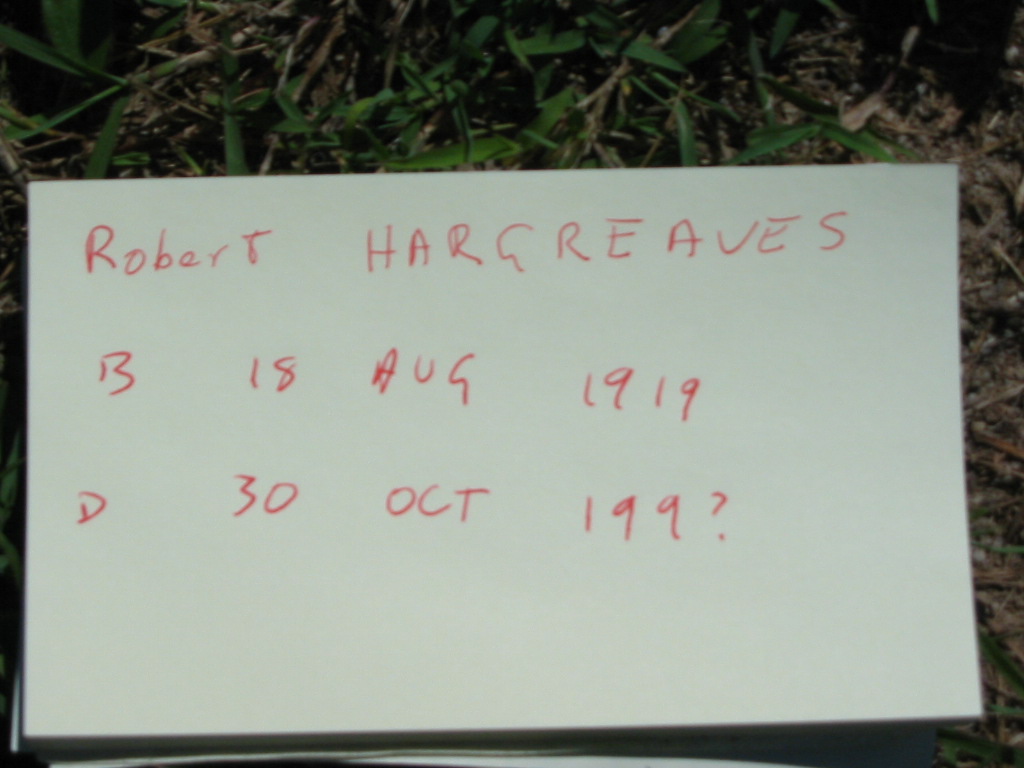 Robert HARGREAVES
B 18 AUG 1919
D 30 OCT 199?